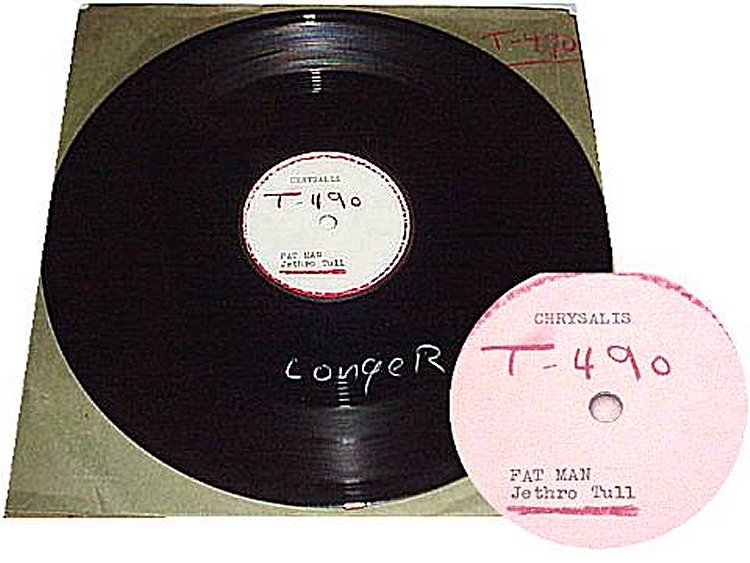 T-490
CHRYSALIS
T-490
FAT MAN
Jethro Tull
LongeR
CHRYSALIS
T-490
FAT MAN
Jethro Tull